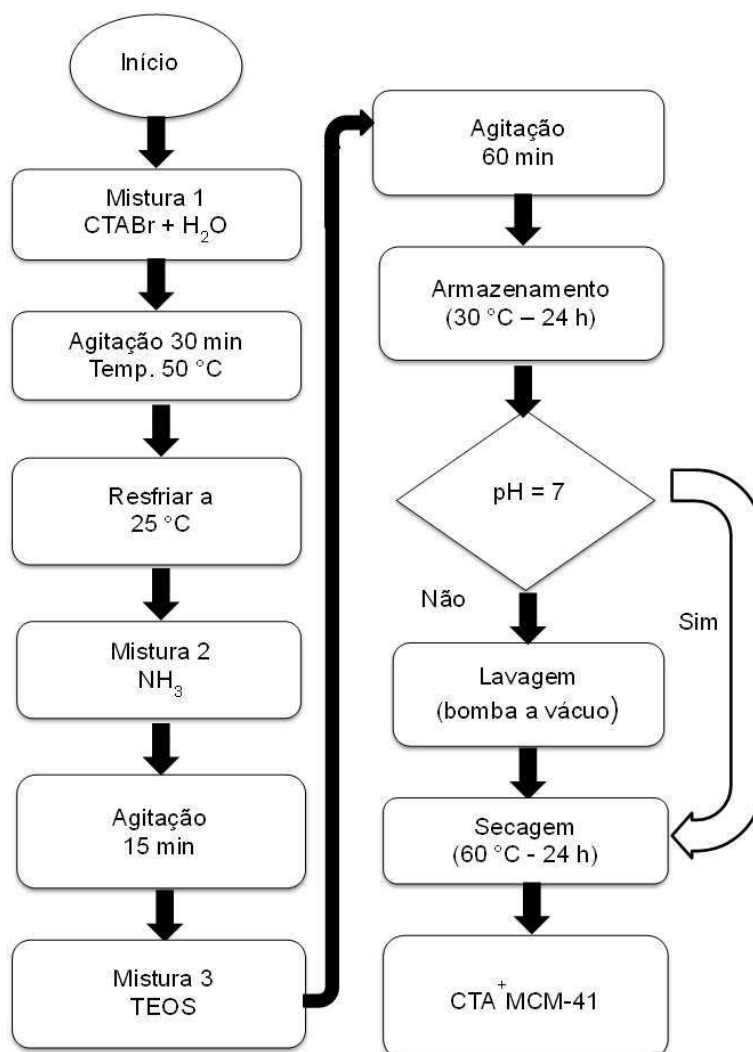 Início
Mistura 1
CTABr + H₂O
Agitação 30 min
Temp. 50 °C
Resfriar a
25 °C
Mistura 2
NH₃
Agitação
15 min
Mistura 3
TEOS
Agitação
60 min
Armazenamento
(30 °C – 24 h)
pH = 7
Não
Sim
Lavagem
(bomba a vácuo)
Secagem
(60 °C - 24 h)
CTA⁺MCM-41